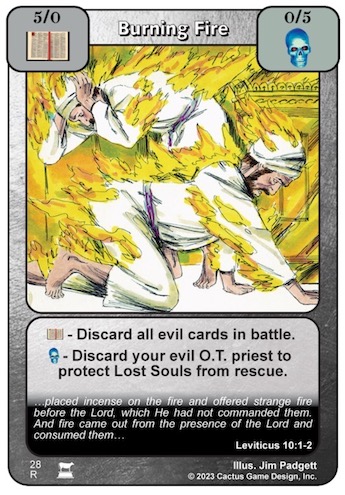 5/0
Burning Fire
0/5
- Discard all evil cards in battle.
- Discard your evil O.T. priest to
protect Lost Souls from rescue.
…placed incense on the fire and offered strange fire
before the Lord, which He had not commanded them.
And fire came out from the presence of the Lord and
consumed them…
Leviticus 10:1-2
28
R
Illus. Jim Padgett
© 2023 Cactus Game Design, Inc.